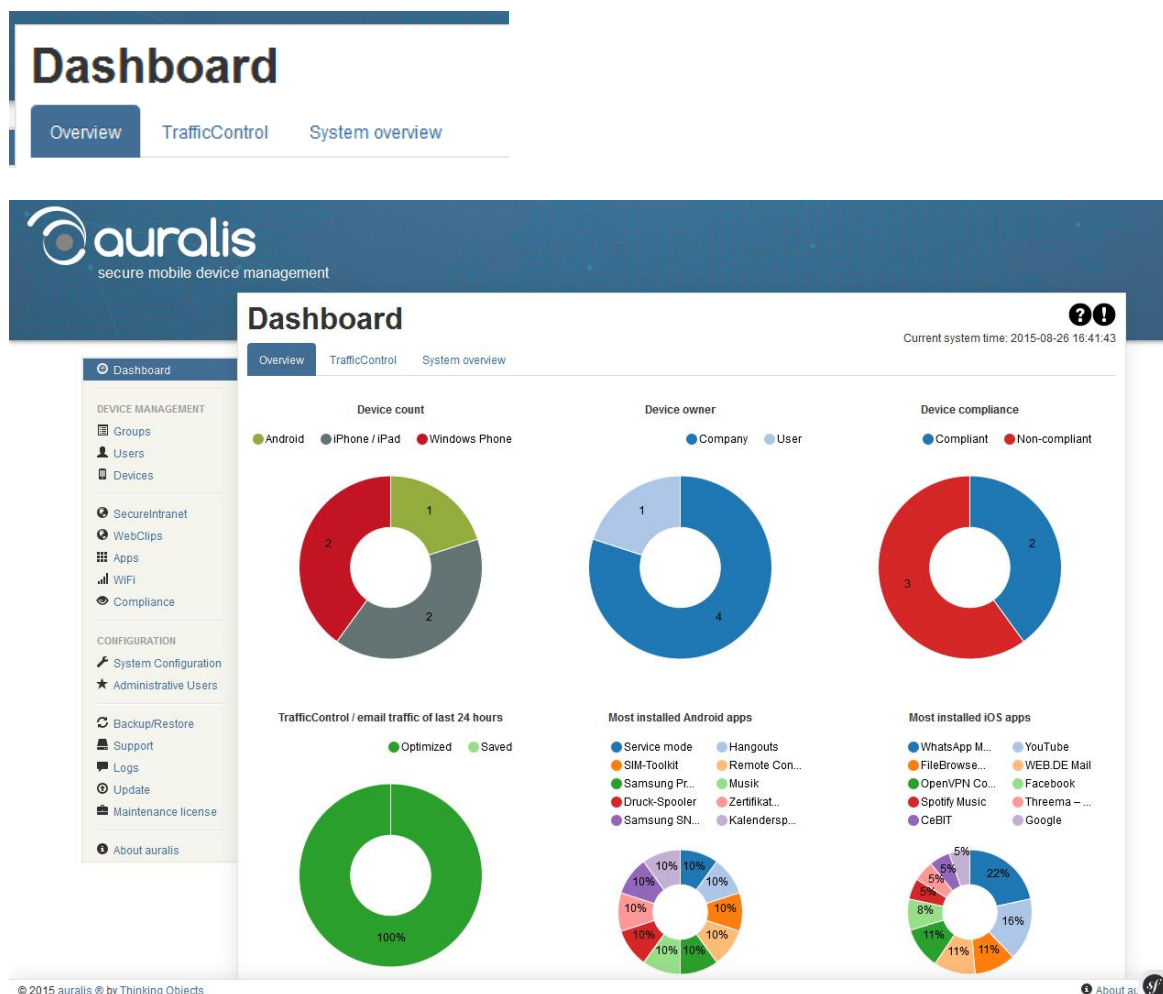 Dashboard
Overview TrafficControl System overview
auralis
secure mobile device management
Dashboard
Current system time: 2015-08-26 16:41:43
Overview TrafficControl System overview
Dashboard
DEVICE MANAGEMENT
Groups
Users
Devices
SecureIntranet
WebClips
Apps
WiFi
Compliance
CONFIGURATION
System Configuration
Administrative Users
Backup/Restore
Support
Logs
Update
Maintenance license
About auralis
Device count
Android iPhone / iPad Windows Phone
1
2
2
Device owner
Company User
1
4
Device compliance
Compliant Non-compliant
2
3
TrafficControl / email traffic of last 24 hours
Optimized Saved
100%
Most installed Android apps
Service mode Hangouts
SIM-Toolkit Remote Con...
Samsung Pr... Musik
Druck-Spooler Zertifikat...
Samsung SN... Kalendersp...
10% 10%
10% 10%
10% 10%
10% 10%
10% 10%
Most installed iOS apps
WhatsApp M... YouTube
FileBrowse... WEB.DE Mail
OpenVPN Co... Facebook
Spotify Music Threema – ...
CeBIT Google
5%
5% 22%
5%
5%
8% 16%
11%
11% 11%
© 2015 auralis ® by Thinking Objects
About au
sf